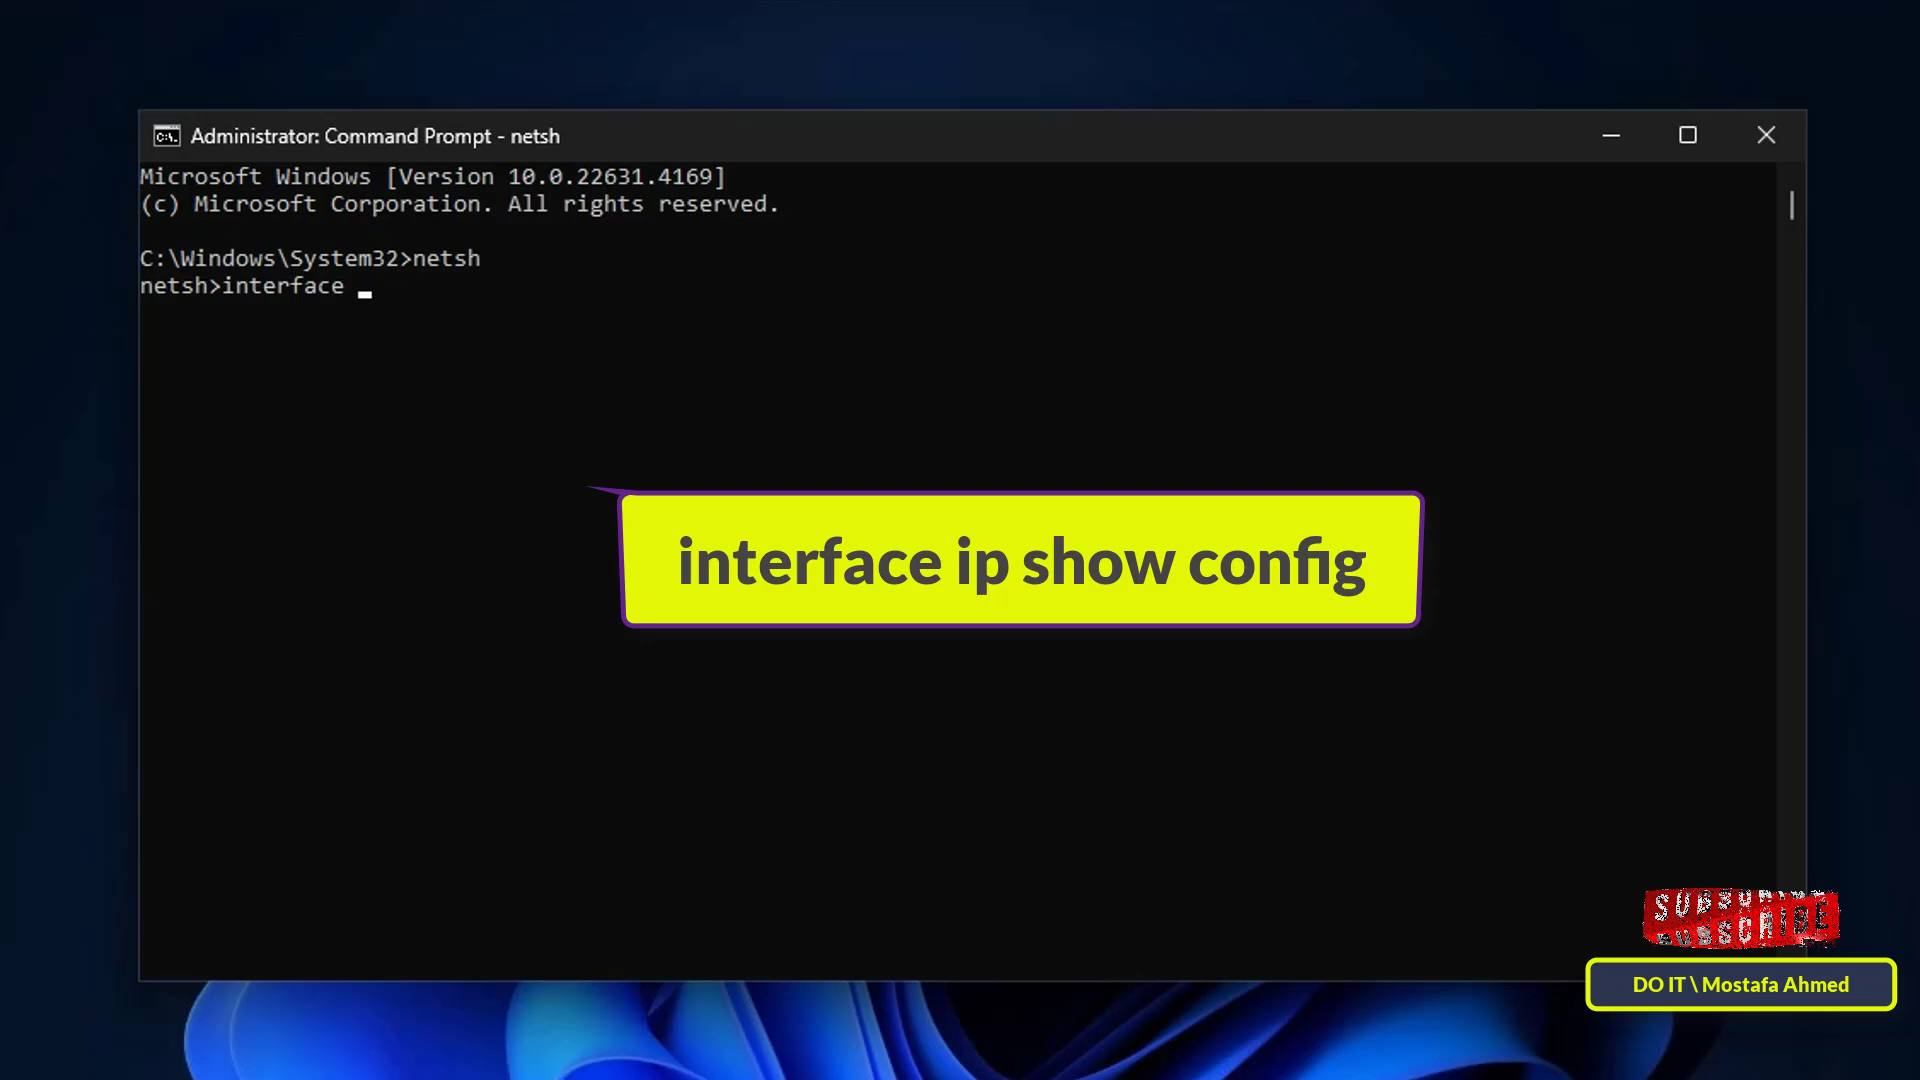 Administrator: Command Prompt - netsh
Microsoft Windows [Version 10.0.22631.4169]
(c) Microsoft Corporation. All rights reserved.
C:\Windows\System32>netsh
netsh>interface
interface ip show config
SUBSCRIBE
DO IT \ Mostafa Ahmed